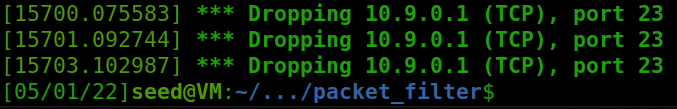 [15700.075583] *** Dropping 10.9.0.1 (TCP), port 23
[15701.092744] *** Dropping 10.9.0.1 (TCP), port 23
[15703.102987] *** Dropping 10.9.0.1 (TCP), port 23
[05/01/22]seed@VM:~/.../packet_filter$